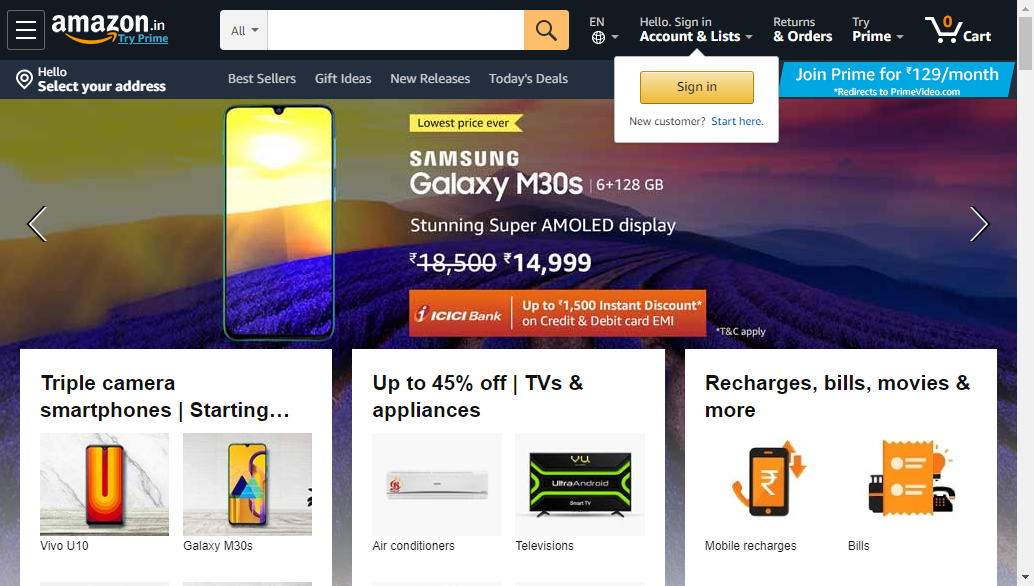 amazon.in
Try Prime
All
EN
Hello. Sign in
Account & Lists
Returns
& Orders
Try
Prime
0
Cart
Hello
Select your address
Best Sellers
Gift Ideas
New Releases
Today's Deals
Join Prime for ₹129/month
*Redirects to PrimeVideo.com
Sign in
New customer? Start here.
Lowest price ever
SAMSUNG
Galaxy M30s | 6+128 GB
Stunning Super AMOLED display
₹18,500 ₹14,999
ICICI Bank
Up to ₹1,500 Instant Discount*
on Credit & Debit card EMI
*T&C apply
Triple camera
smartphones | Starting…
Vivo U10
Galaxy M30s
Up to 45% off | TVs &
appliances
VU
UltraAndroid
Smart TV
Air conditioners
Televisions
Recharges, bills, movies &
more
₹
Mobile recharges
Bills